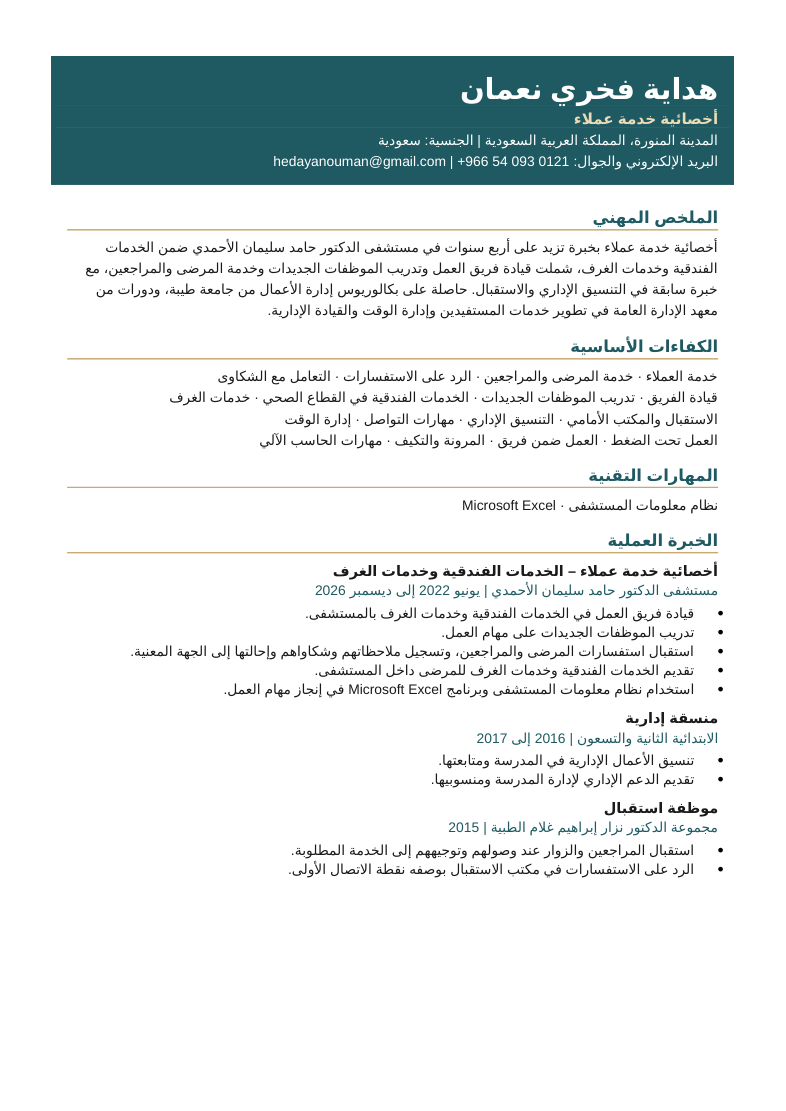 هداية فخري نعمان
أخصائية خدمة عملاء
المدينة المنورة، المملكة العربية السعودية | الجنسية: سعودية
البريد الإلكتروني والجوال: hedayanouman@gmail.com | +966 54 093 0121
الملخص المهني
أخصائية خدمة عملاء بخبرة تزيد على أربع سنوات في مستشفى الدكتور حامد سليمان الأحمدي ضمن الخدمات
الفندقية وخدمات الغرف، شملت قيادة فريق العمل وتدريب الموظفات الجديدات وخدمة المرضى والمراجعين، مع
خبرة سابقة في التنسيق الإداري والاستقبال. حاصلة على بكالوريوس إدارة الأعمال من جامعة طيبة، ودورات من
معهد الإدارة العامة في تطوير خدمات المستفيدين وإدارة الوقت والقيادة الإدارية.
الكفاءات الأساسية
خدمة العملاء · خدمة المرضى والمراجعين · الرد على الاستفسارات · التعامل مع الشكاوى
قيادة الفريق · تدريب الموظفات الجديدات · الخدمات الفندقية في القطاع الصحي · خدمات الغرف
الاستقبال والمكتب الأمامي · التنسيق الإداري · مهارات التواصل · إدارة الوقت
العمل تحت الضغط · العمل ضمن فريق · المرونة والتكيف · مهارات الحاسب الآلي
المهارات التقنية
نظام معلومات المستشفى · Microsoft Excel
الخبرة العملية
أخصائية خدمة عملاء – الخدمات الفندقية وخدمات الغرف
مستشفى الدكتور حامد سليمان الأحمدي | يونيو 2022 إلى ديسمبر 2026
• قيادة فريق العمل في الخدمات الفندقية وخدمات الغرف بالمستشفى.
• تدريب الموظفات الجديدات على مهام العمل.
• استقبال استفسارات المرضى والمراجعين، وتسجيل ملاحظاتهم وشكاواهم وإحالتها إلى الجهة المعنية.
• تقديم الخدمات الفندقية وخدمات الغرف للمرضى داخل المستشفى.
• استخدام نظام معلومات المستشفى وبرنامج Microsoft Excel في إنجاز مهام العمل.
منسقة إدارية
الابتدائية الثانية والتسعون | 2016 إلى 2017
• تنسيق الأعمال الإدارية في المدرسة ومتابعتها.
• تقديم الدعم الإداري لإدارة المدرسة ومنسوبيها.
موظفة استقبال
مجموعة الدكتور نزار إبراهيم غلام الطبية | 2015
• استقبال المراجعين والزوار عند وصولهم وتوجيههم إلى الخدمة المطلوبة.
• الرد على الاستفسارات في مكتب الاستقبال بوصفه نقطة الاتصال الأولى.